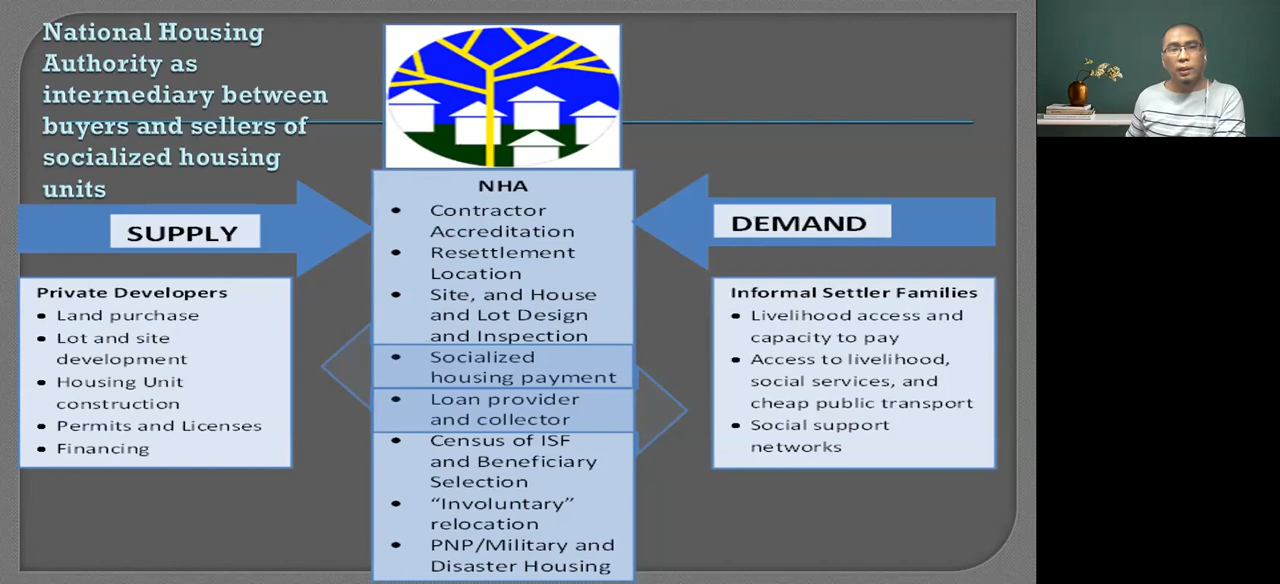 National Housing
Authority as
intermediary between
buyers and sellers of
socialized housing
units
SUPPLY
Private Developers
• Land purchase
• Lot and site
development
• Housing Unit
construction
• Permits and Licenses
• Financing
NHA
• Contractor
Accreditation
• Resettlement
Location
• Site, and House
and Lot Design
and Inspection
• Socialized
housing payment
• Loan provider
and collector
• Census of ISF
and Beneficiary
Selection
• “Involuntary”
relocation
• PNP/Military and
Disaster Housing
DEMAND
Informal Settler Families
• Livelihood access and
capacity to pay
• Access to livelihood,
social services, and
cheap public transport
• Social support
networks